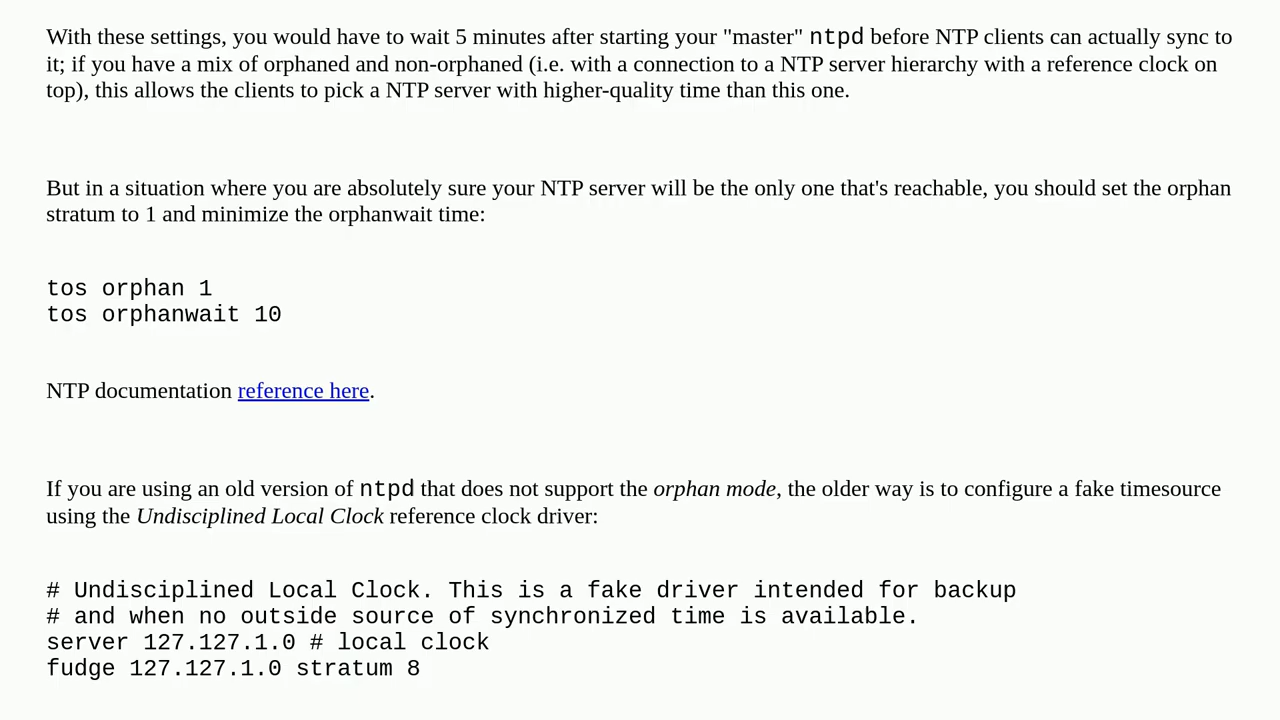 With these settings, you would have to wait 5 minutes after starting your "master" ntpd before NTP clients can actually sync to
it; if you have a mix of orphaned and non-orphaned (i.e. with a connection to a NTP server hierarchy with a reference clock on
top), this allows the clients to pick a NTP server with higher-quality time than this one.
But in a situation where you are absolutely sure your NTP server will be the only one that's reachable, you should set the orphan
stratum to 1 and minimize the orphanwait time:
tos orphan 1
tos orphanwait 10
NTP documentation reference here.
If you are using an old version of ntpd that does not support the orphan mode, the older way is to configure a fake timesource
using the Undisciplined Local Clock reference clock driver:
# Undisciplined Local Clock. This is a fake driver intended for backup
# and when no outside source of synchronized time is available.
server 127.127.1.0 # local clock
fudge 127.127.1.0 stratum 8